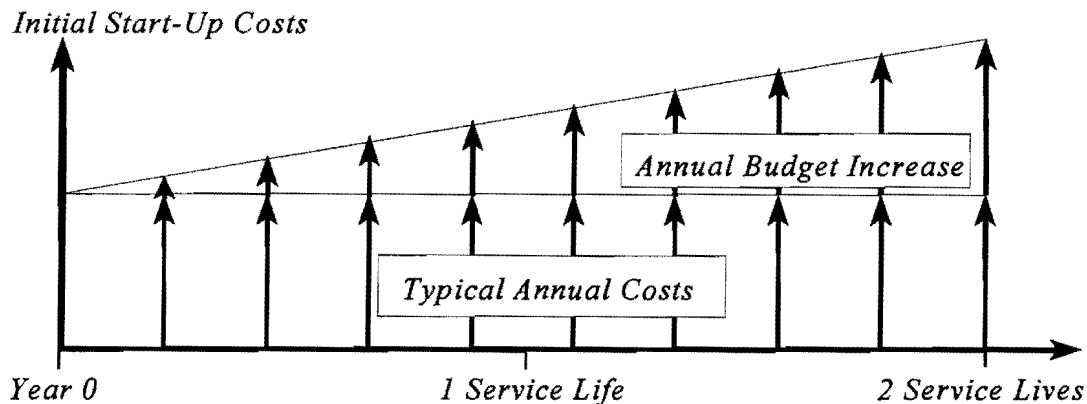 Initial Start-Up Costs
Annual Budget Increase
Typical Annual Costs
Year 0
1 Service Life
2 Service Lives